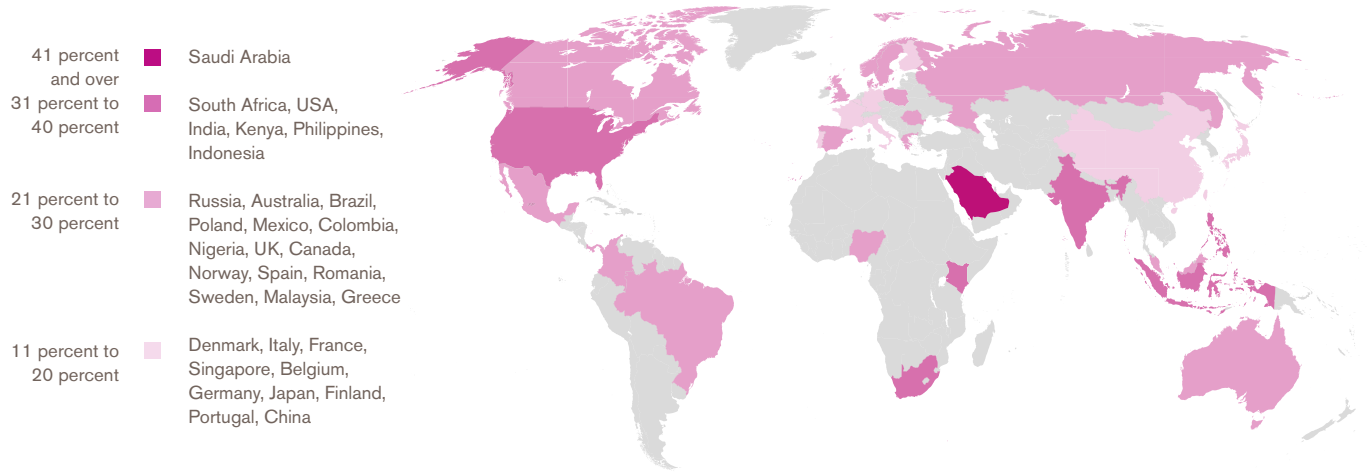 41 percent
and over
Saudi Arabia
31 percent to
40 percent
South Africa, USA,
India, Kenya, Philippines,
Indonesia
21 percent to
30 percent
Russia, Australia, Brazil,
Poland, Mexico, Colombia,
Nigeria, UK, Canada,
Norway, Spain, Romania,
Sweden, Malaysia, Greece
11 percent to
20 percent
Denmark, Italy, France,
Singapore, Belgium,
Germany, Japan, Finland,
Portugal, China